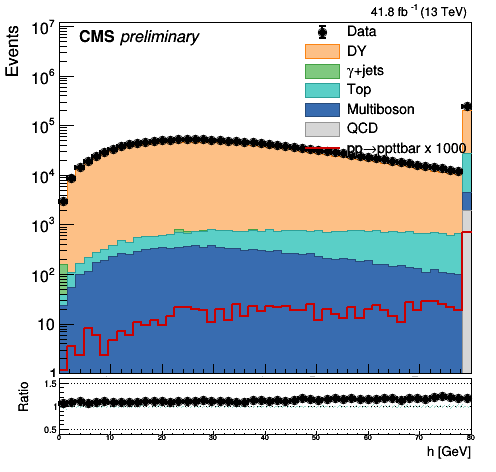 41.8 fb⁻¹ (13 TeV)
CMS preliminary
Events
10⁷
10⁶
10⁵
10⁴
10³
10²
10
1
Data
DY
γ+jets
Top
Multiboson
QCD
pp→ppttbar x 1000
Ratio
1.5
1
0.5
0 10 20 30 40 50 60 70 80
h [GeV]